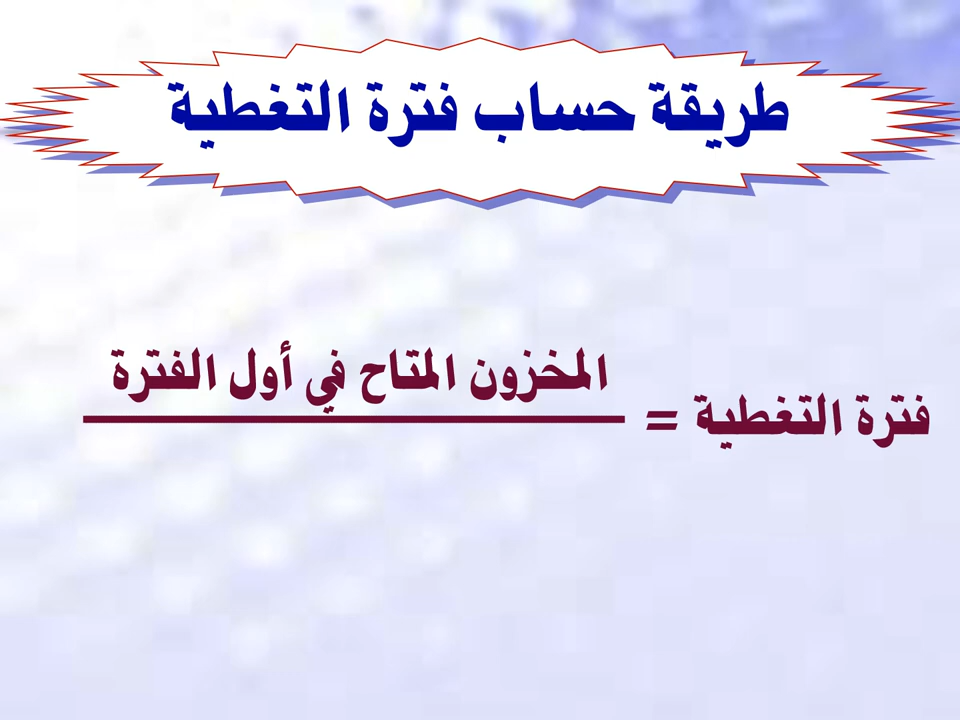 طريقة حساب فترة التغطية
المخزون المتاح في أول الفترة
فترة التغطية =